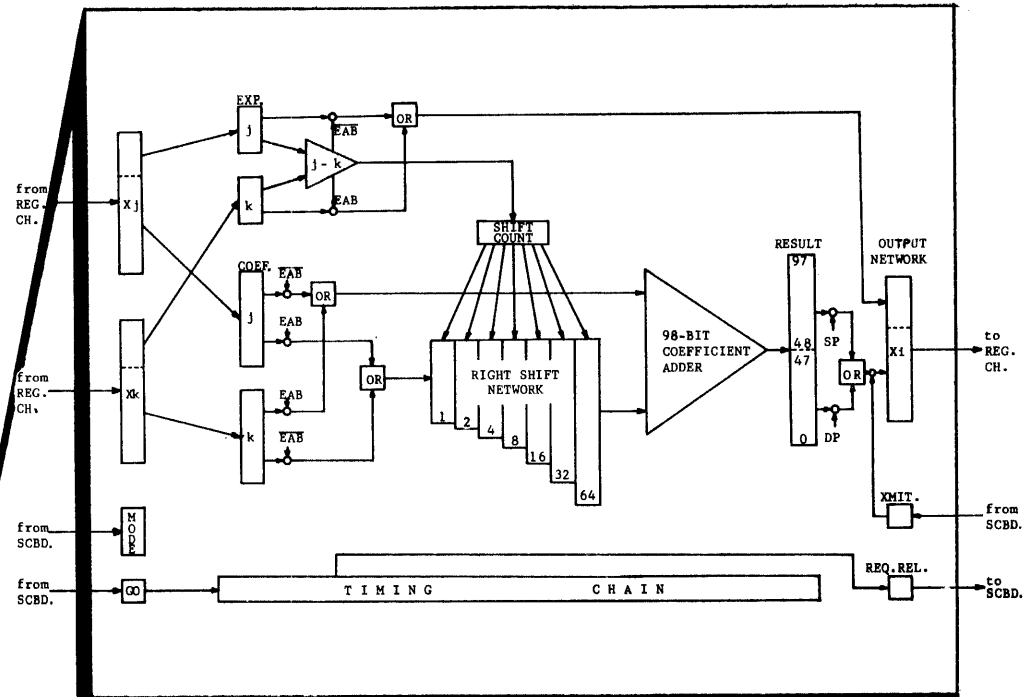 EXP.
j
EAB
j - k
OR
k
EAB
from
REG.
CH.
Xj
SHIFT
COUNT
COEF.
j
EAB
OR
EAB
OR
RESULT
97
48
47
0
OUTPUT
NETWORK
98-BIT
COEFFICIENT
ADDER
SP
OR
DP
Xi
to
REG.
CH.
from
REG.
CH.
Xk
k
EAB
EAB
RIGHT SHIFT
NETWORK
1
2
4
8
16
32
64
XMIT.
from
SCBD.
from
SCBD.
MODE
from
SCBD.
GO
TIMING CHAIN
REQ.REL.
to
SCBD.